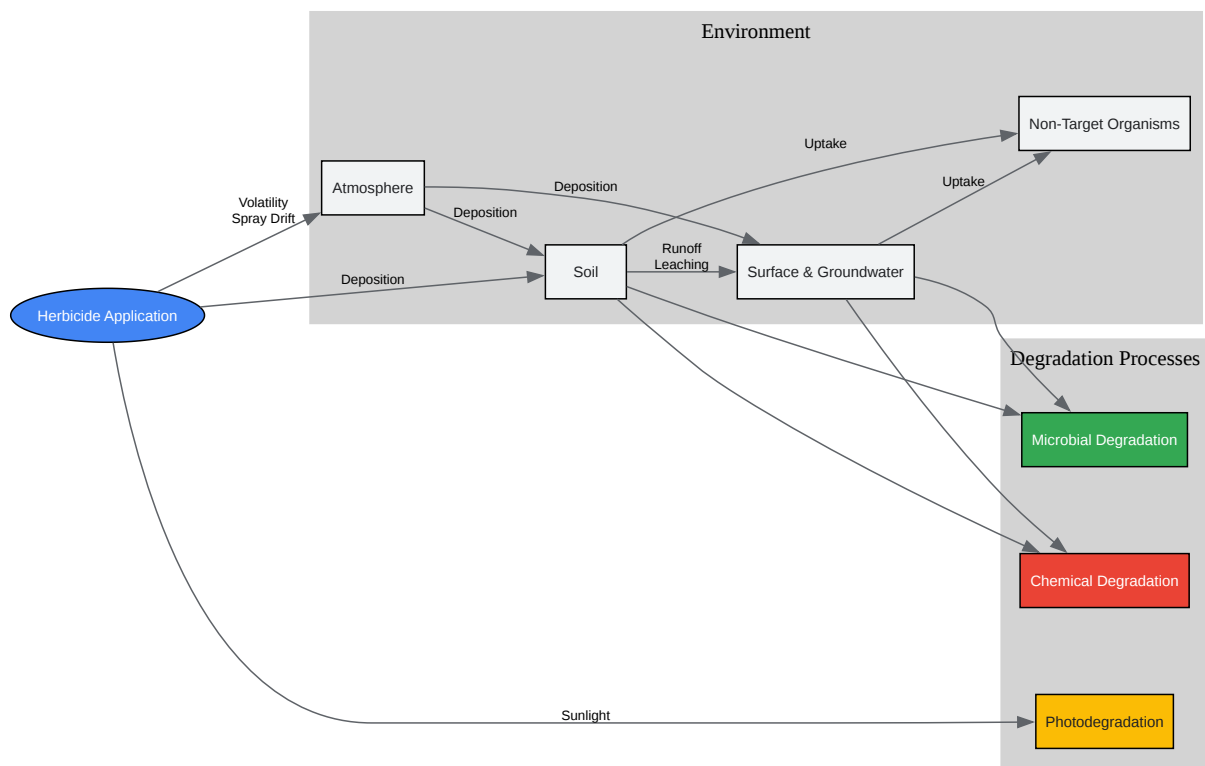 Environment
Non-Target Organisms
Uptake
Atmosphere
Deposition
Uptake
Volatility
Spray Drift
Deposition
Runoff
Leaching
Soil
Surface & Groundwater
Deposition
Herbicide Application
Degradation Processes
Microbial Degradation
Chemical Degradation
Sunlight
Photodegradation